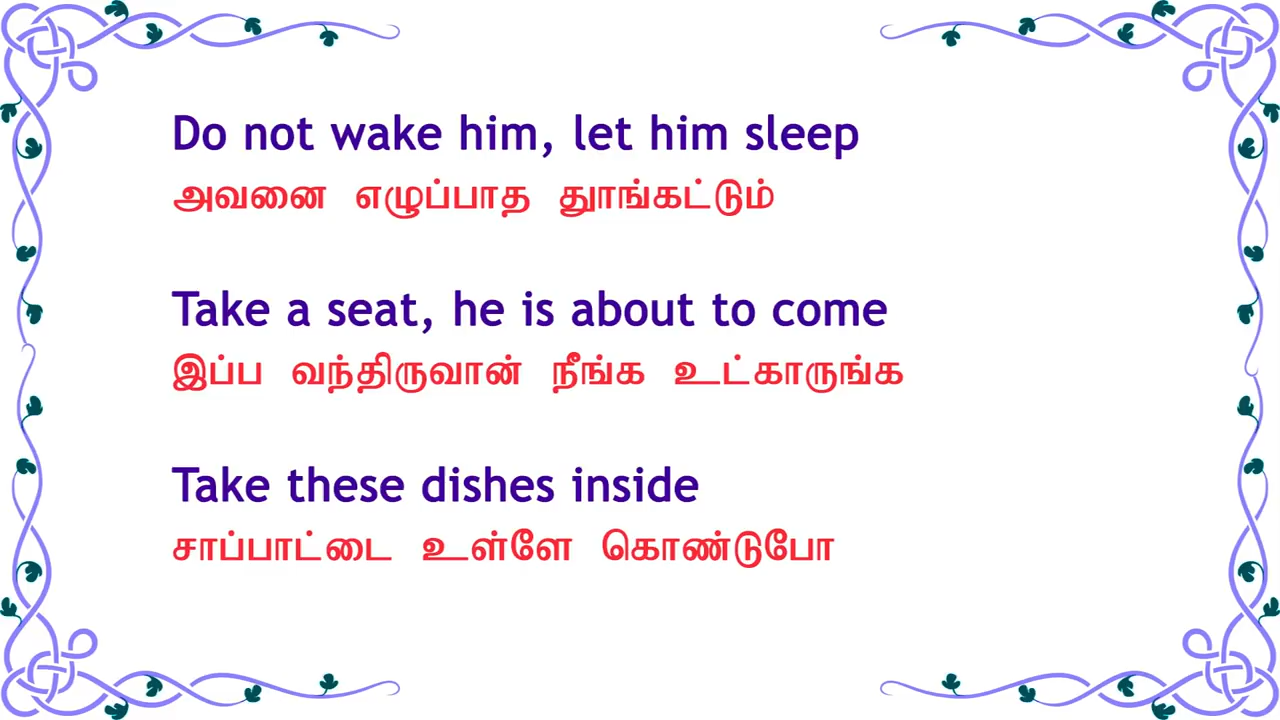 Do not wake him, let him sleep
அவனை எழுப்பாத தூங்கட்டும்
Take a seat, he is about to come
இப்ப வந்திருவான் நீங்க உட்காருங்க
Take these dishes inside
சாப்பாட்டை உள்ளே கொண்டுபோ